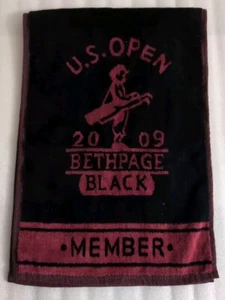 U.S. OPEN
20 09
BETHPAGE
BLACK
• MEMBER •